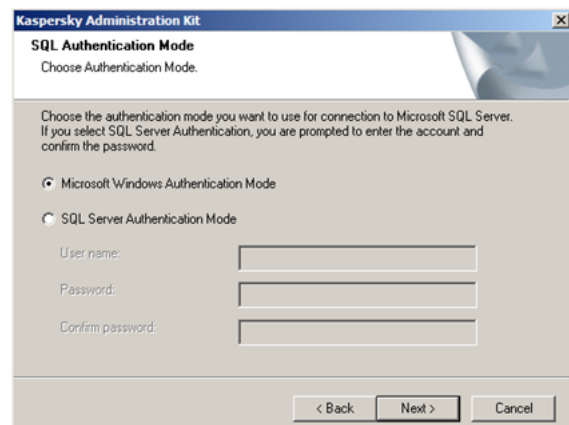 Kaspersky Administration Kit
SQL Authentication Mode
Choose Authentication Mode.
Choose the authentication mode you want to use for connection to Microsoft SQL Server.
If you select SQL Server Authentication, you are prompted to enter the account and
confirm the password.
Microsoft Windows Authentication Mode
SQL Server Authentication Mode
User name:
Password:
Confirm password:
< Back
Next >
Cancel